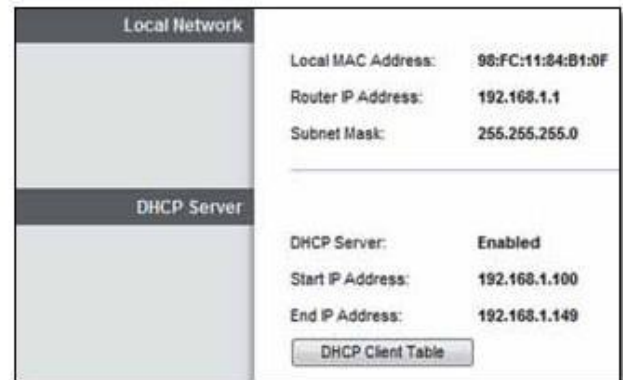 Local Network
Local MAC Address: 98:FC:11:84:B1:0F
Router IP Address: 192.168.1.1
Subnet Mask: 255.255.255.0
DHCP Server
DHCP Server: Enabled
Start IP Address: 192.168.1.100
End IP Address: 192.168.1.149
DHCP Client Table